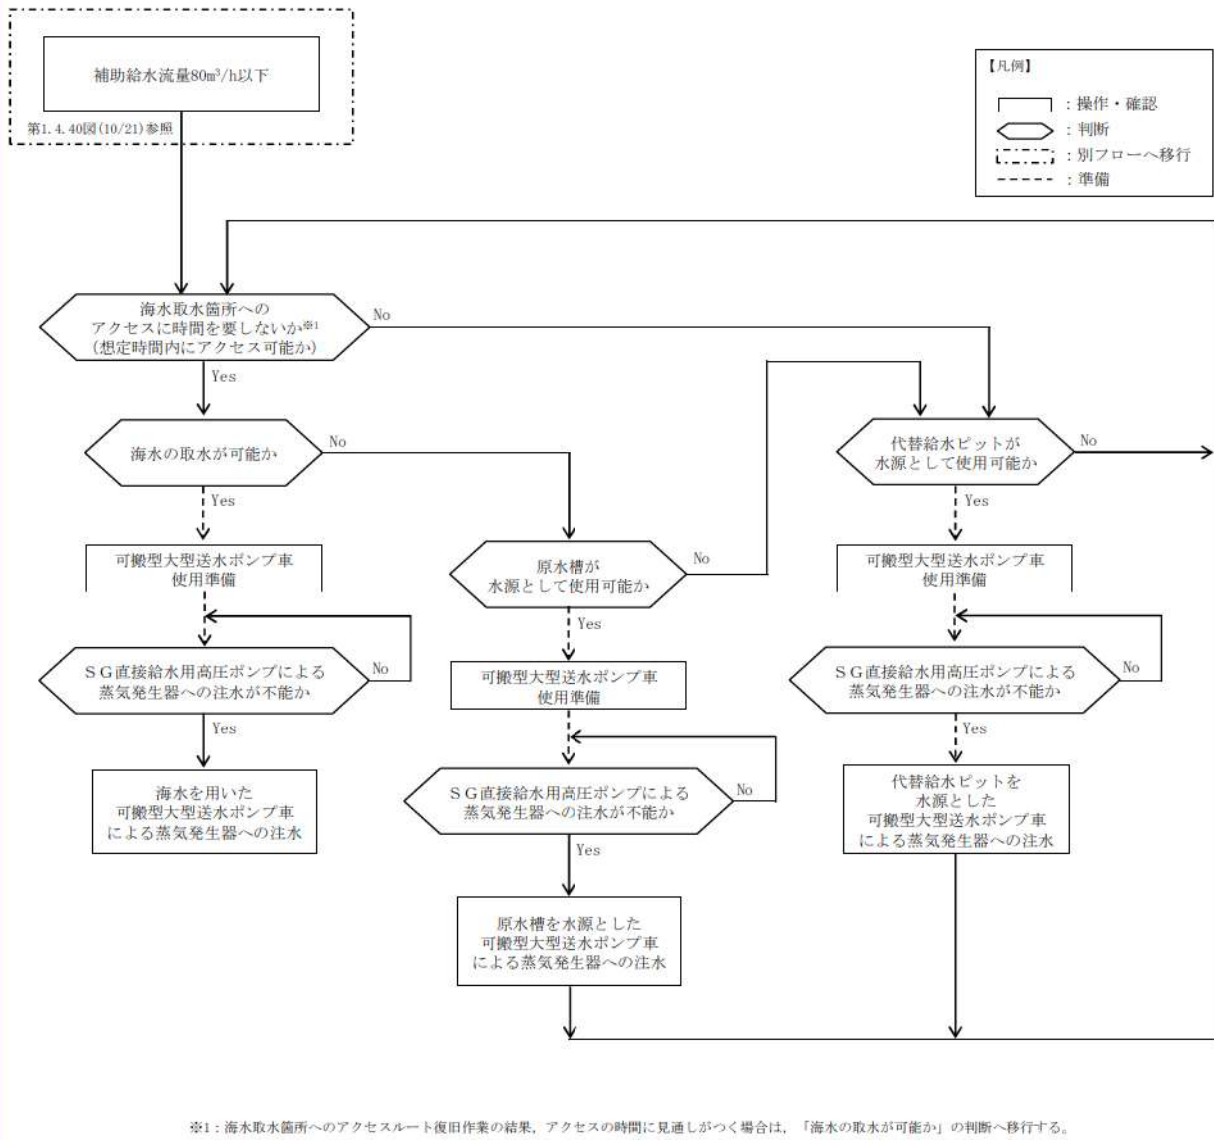 補助給水流量80m³/h以下
第1.4.40図(10/21)参照
【凡例】
：操作・確認
：判断
：別フローへ移行
：準備
海水取水箇所への
アクセスに時間を要しないか※1
(想定時間内にアクセス可能か)
No
Yes
海水の取水が可能か
No
Yes
代替給水ピットが
水源として使用可能か
No
Yes
可搬型大型送水ポンプ車
使用準備
原水槽が
水源として使用可能か
No
Yes
可搬型大型送水ポンプ車
使用準備
ＳＧ直接給水用高圧ポンプによる
蒸気発生器への注水が不能か
No
Yes
可搬型大型送水ポンプ車
使用準備
ＳＧ直接給水用高圧ポンプによる
蒸気発生器への注水が不能か
No
Yes
海水を用いた
可搬型大型送水ポンプ車
による蒸気発生器への注水
ＳＧ直接給水用高圧ポンプによる
蒸気発生器への注水が不能か
No
Yes
代替給水ピットを
水源とした
可搬型大型送水ポンプ車
による蒸気発生器への注水
原水槽を水源とした
可搬型大型送水ポンプ車
による蒸気発生器への注水
※1：海水取水箇所へのアクセスルート復旧作業の結果，アクセスの時間に見通しがつく場合は，「海水の取水が可能か」の判断へ移行する。